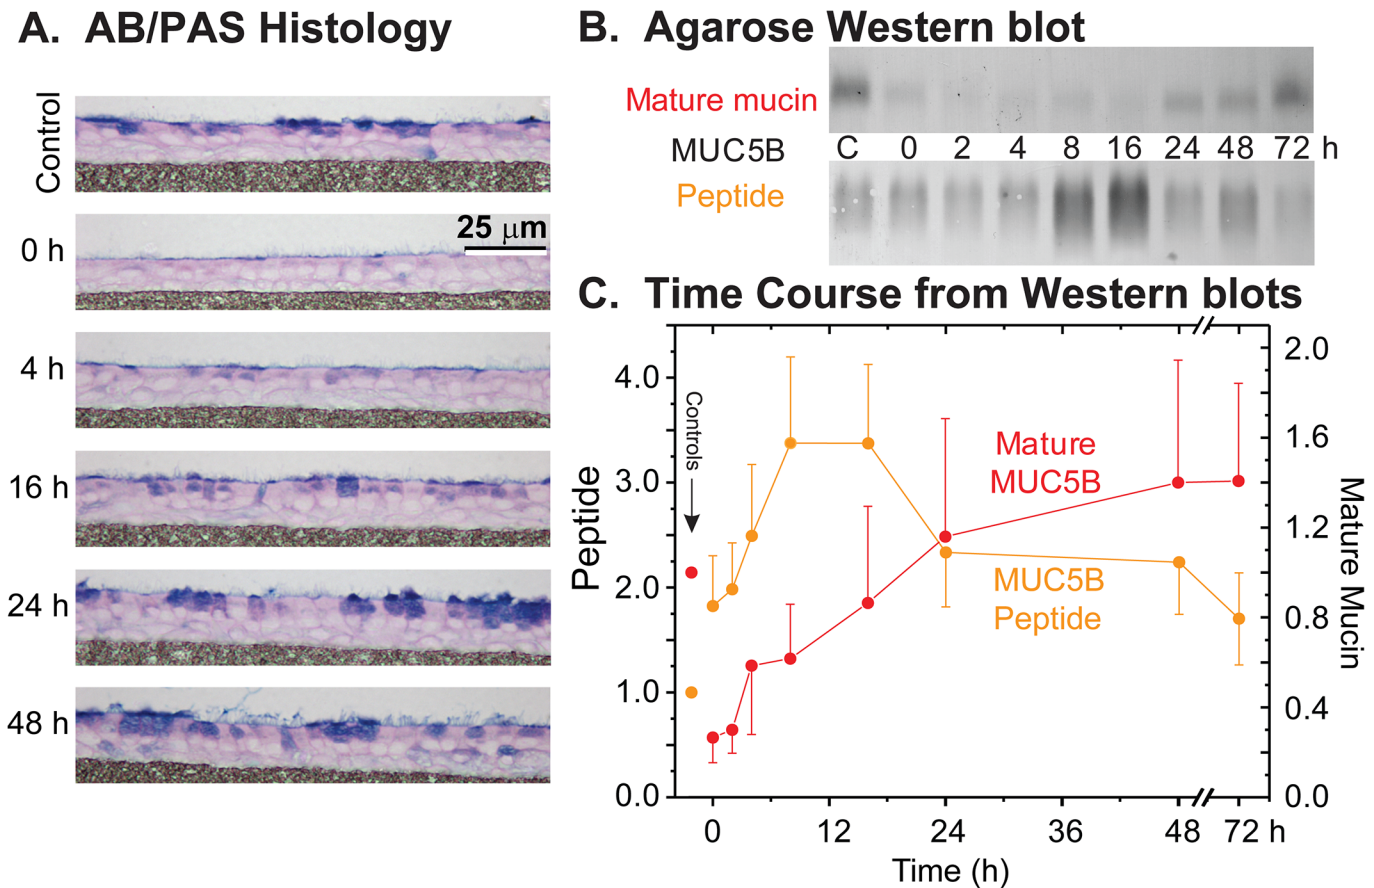 A. AB/PAS Histology
Control
0 h
25 μm
4 h
16 h
24 h
48 h
B. Agarose Western blot
Mature mucin
MUC5B
C 0 2 4 8 16 24 48 72 h
Peptide
C. Time Course from Western blots
Peptide
4.0
3.0
2.0
1.0
0.0
Controls
Mature
MUC5B
MUC5B
Peptide
2.0
1.6
1.2
0.8
0.4
0.0
Mature Mucin
0 12 24 36 48 72 h
Time (h)